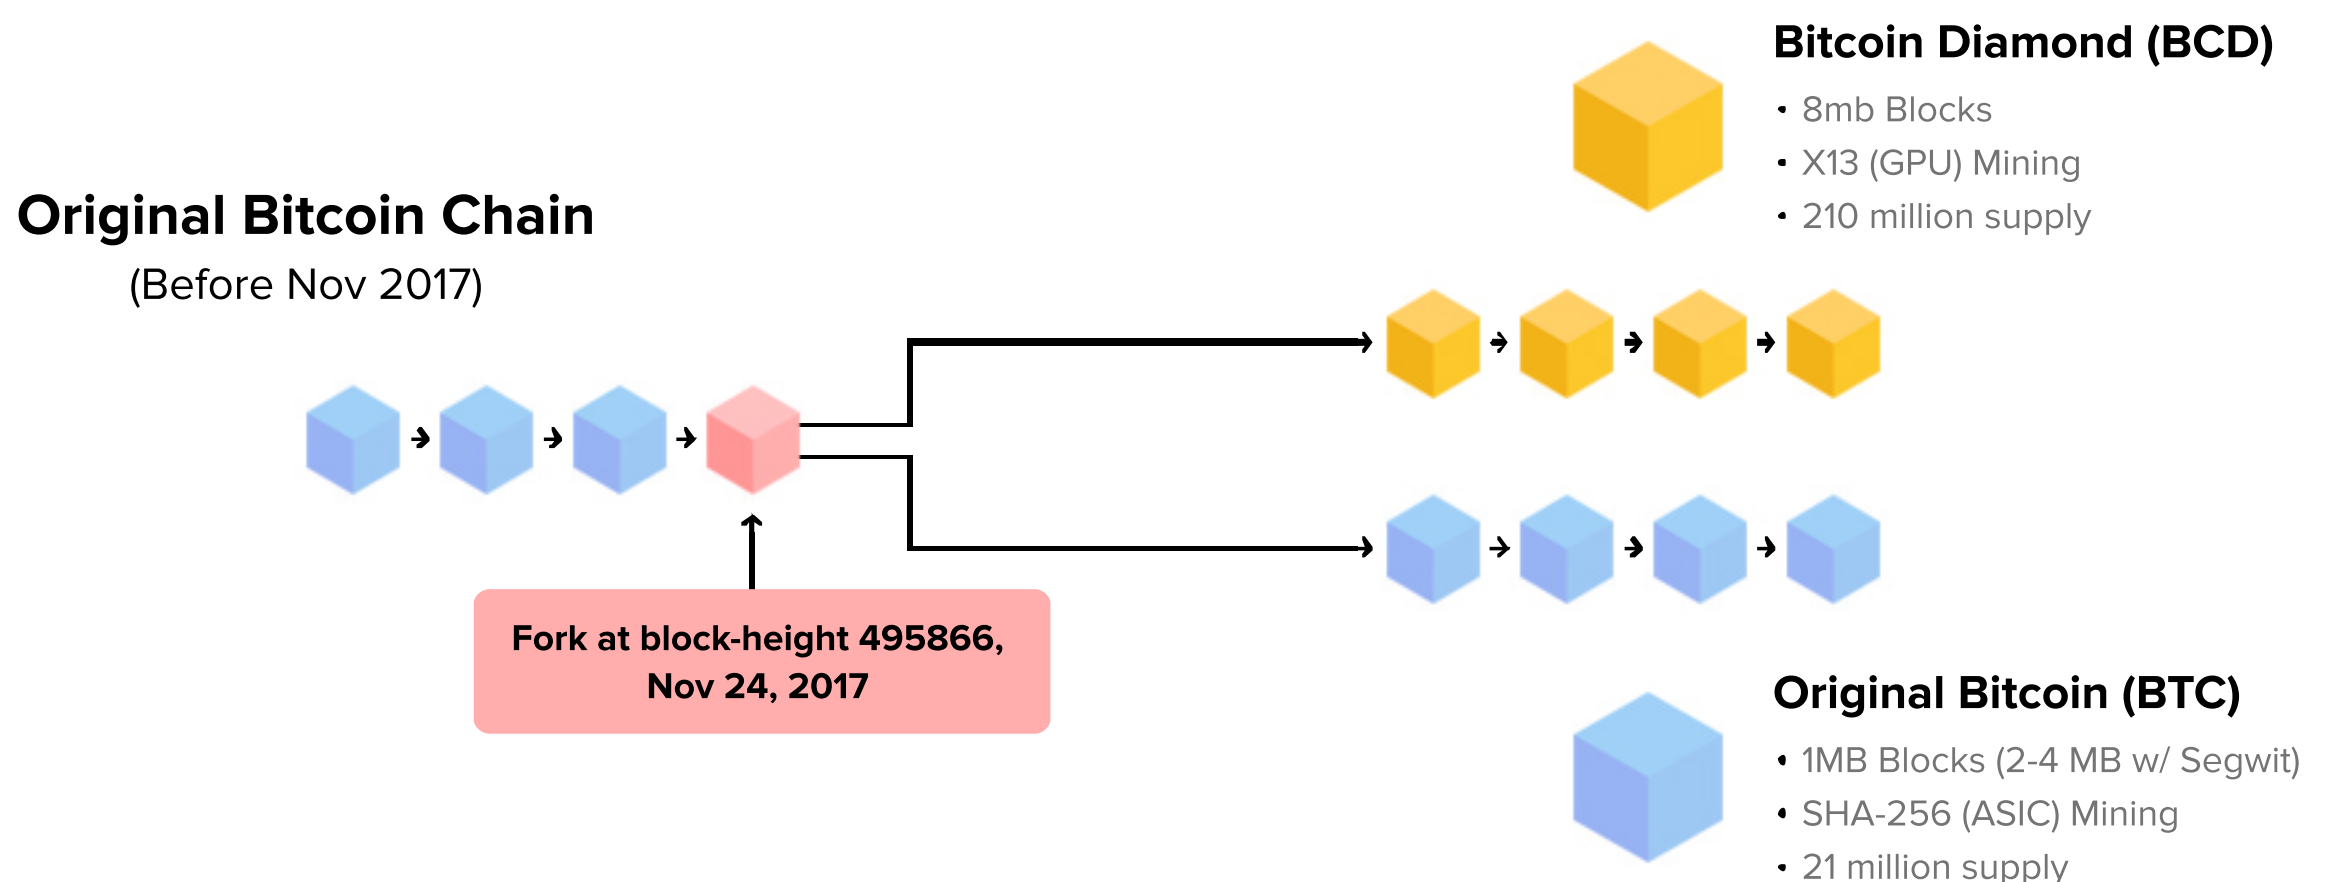 Original Bitcoin Chain
(Before Nov 2017)
Fork at block-height 495866,
Nov 24, 2017
Bitcoin Diamond (BCD)
• 8mb Blocks
• X13 (GPU) Mining
• 210 million supply
Original Bitcoin (BTC)
• 1MB Blocks (2-4 MB w/ Segwit)
• SHA-256 (ASIC) Mining
• 21 million supply